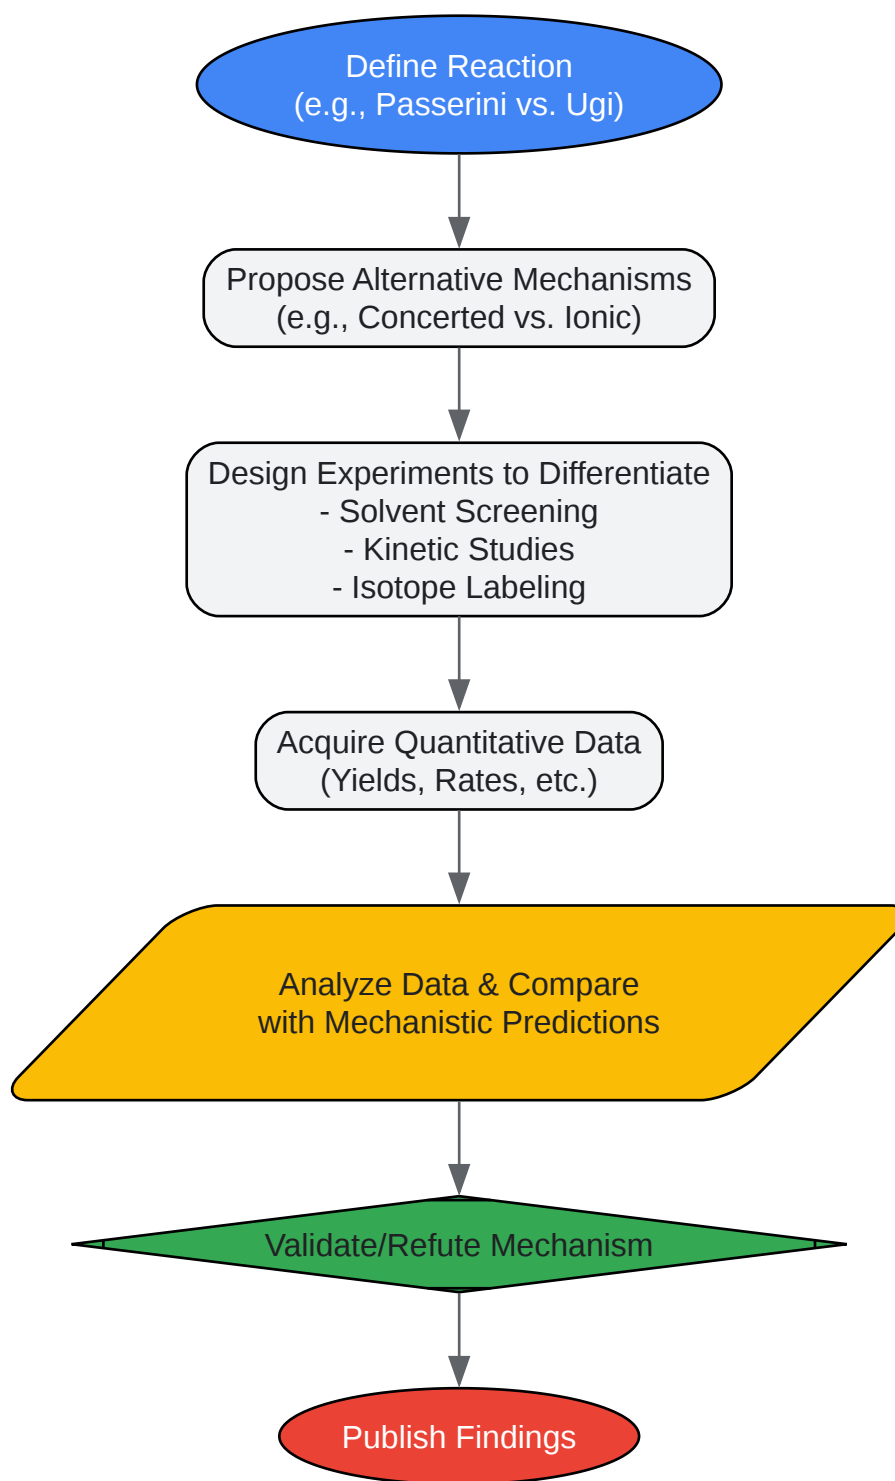 Define Reaction
(e.g., Passerini vs. Ugi)
Propose Alternative Mechanisms
(e.g., Concerted vs. Ionic)
Design Experiments to Differentiate
- Solvent Screening
- Kinetic Studies
- Isotope Labeling
Acquire Quantitative Data
(Yields, Rates, etc.)
Analyze Data & Compare
with Mechanistic Predictions
Validate/Refute Mechanism
Publish Findings